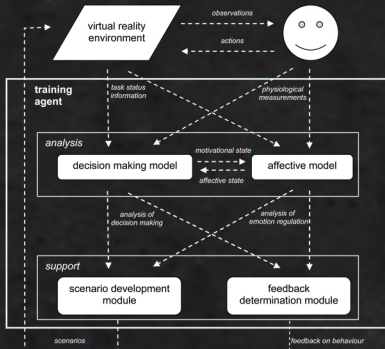 virtual reality
environment
observations
actions
training
agent
task status
information
physiological
measurements
analysis
decision making model
motivational state
affective state
affective model
analysis of
decision making
analysis of
emotion regulation
support
scenario development
module
feedback
determination module
scenarios
feedback on behaviour